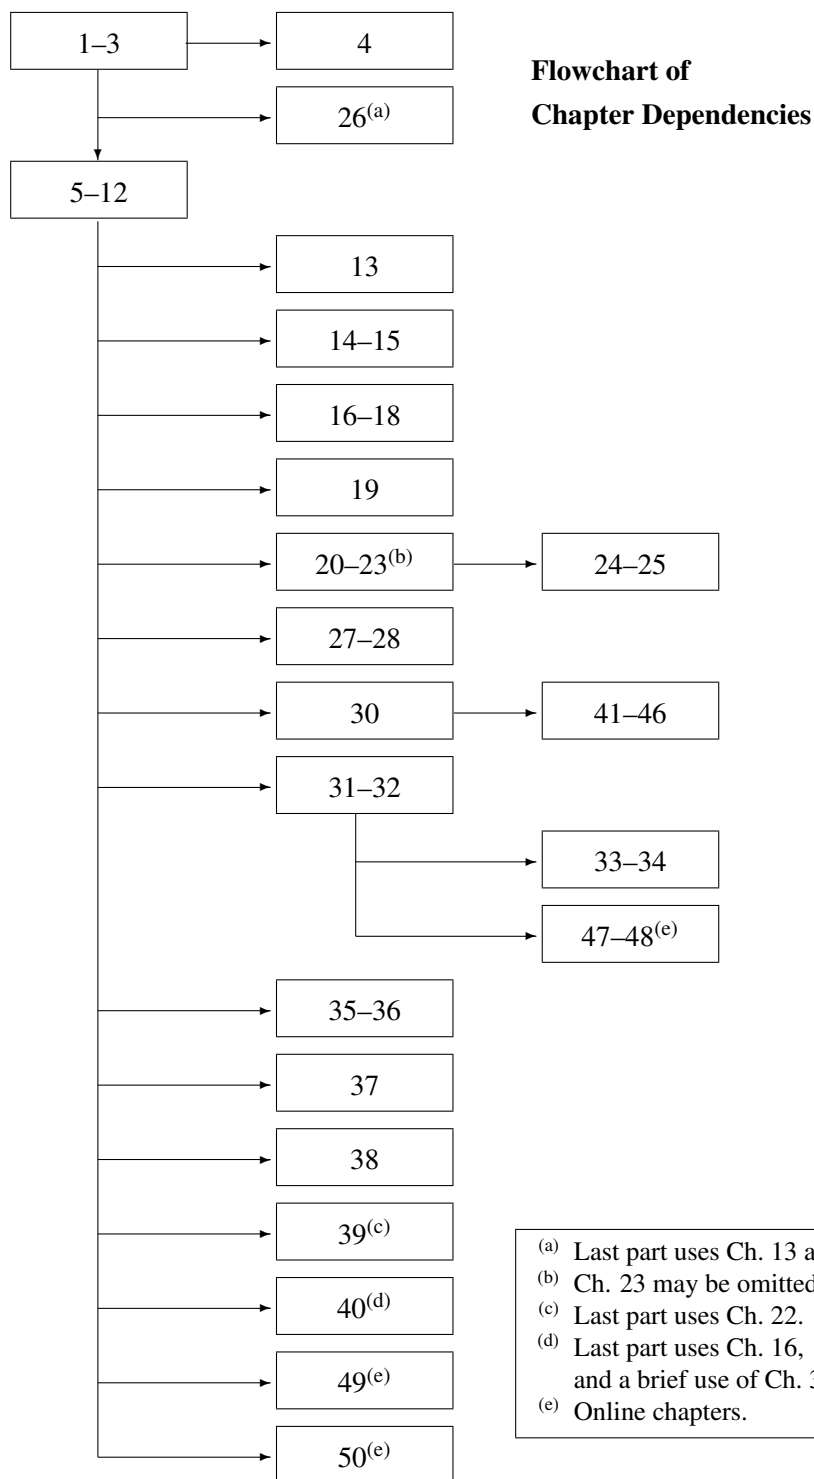 1–3
4
Flowchart of
Chapter Dependencies
26(a)
5–12
13
14–15
16–18
19
20–23(b)
24–25
27–28
30
41–46
31–32
33–34
47–48(e)
35–36
37
38
39(c)
40(d)
49(e)
50(e)
(a) Last part uses Ch. 13
(b) Ch. 23 may be omitted
(c) Last part uses Ch. 22.
(d) Last part uses Ch. 16,
and a brief use of Ch.
(e) Online chapters.